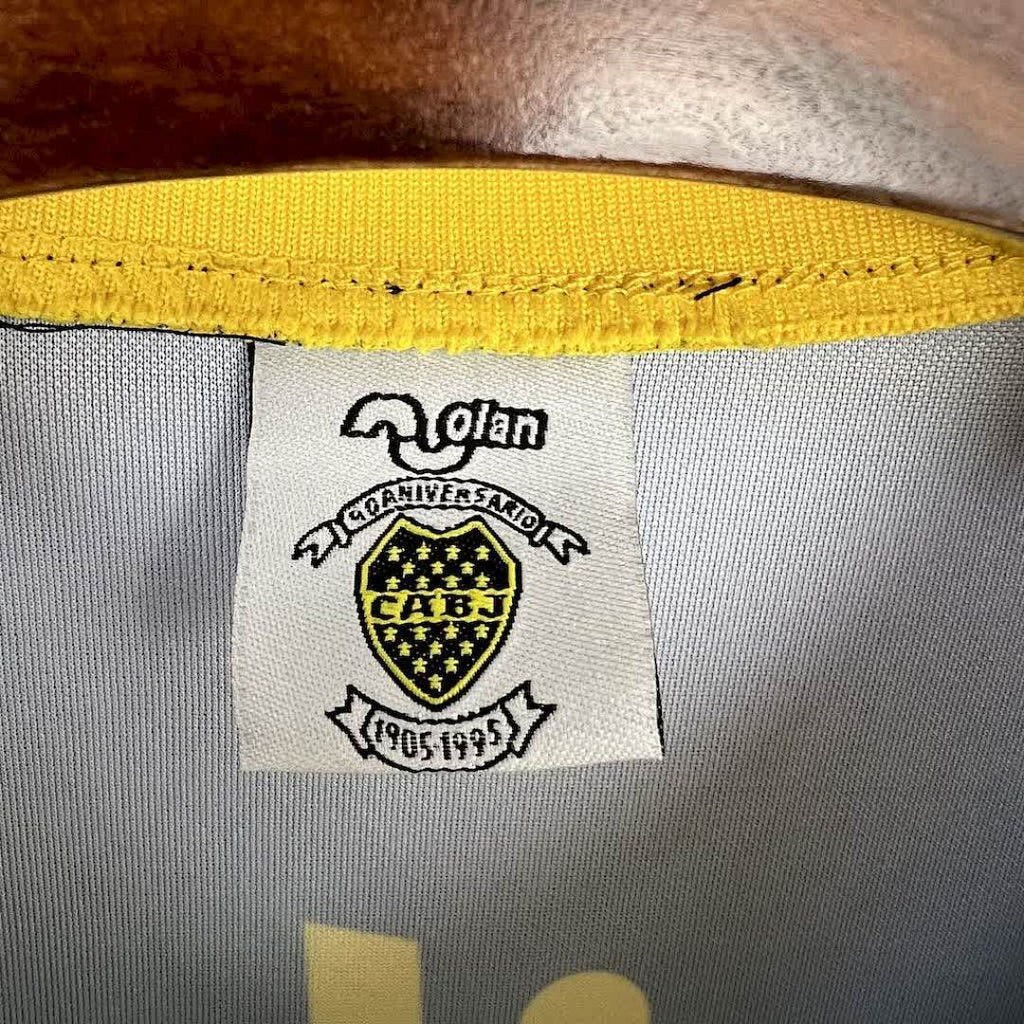 olan
90 ANIVERSARIO
CABJ
1905-1995